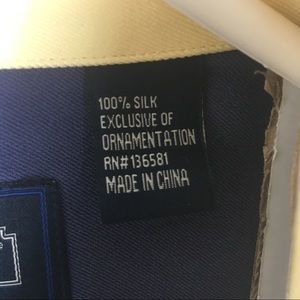 100% SILK
EXCLUSIVE OF
ORNAMENTATION
RN#136581
MADE IN CHINA